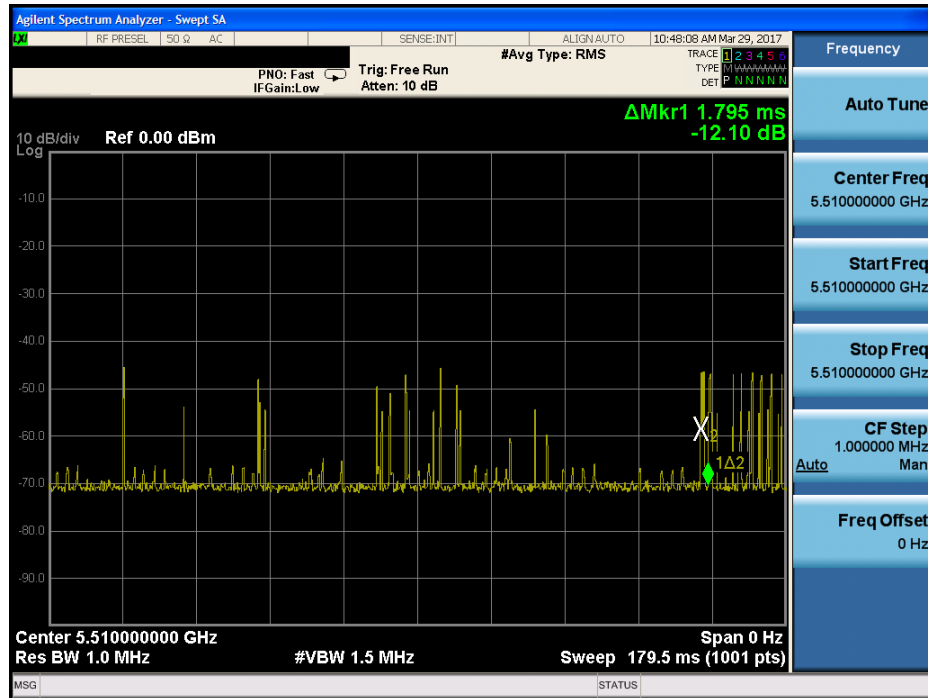 Agilent Spectrum Analyzer - Swept SA
LXI RF PRESEL 50 Ω AC SENSE:INT ALIGN AUTO 10:48:08 AM Mar 29, 2017
Frequency
#Avg Type: RMS
TRACE 1 2 3 4 5 6
PNO: Fast Trig: Free Run
TYPE M WWWWW
IFGain:Low Atten: 10 dB
DET P N N N N N
Auto Tune
ΔMkr1 1.795 ms
-12.10 dB
10 dB/div Ref 0.00 dBm
Log
-10.0
-20.0
-30.0
-40.0
-50.0
-60.0
-70.0
-80.0
-90.0
X2
1Δ2
Center Freq
5.510000000 GHz
Start Freq
5.510000000 GHz
Stop Freq
5.510000000 GHz
CF Step
1.000000 MHz
Auto Man
Freq Offset
0 Hz
Center 5.510000000 GHz Span 0 Hz
Res BW 1.0 MHz #VBW 1.5 MHz Sweep 179.5 ms (1001 pts)
MSG STATUS